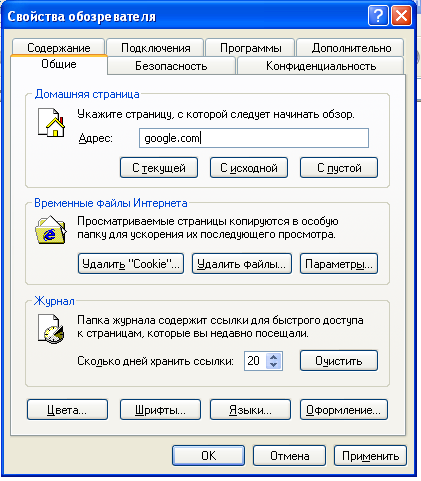 Свойства обозревателя
Содержание Подключения Программы Дополнительно
Общие Безопасность Конфиденциальность
Домашняя страница
Укажите страницу, с которой следует начинать обзор.
Адрес: google.com
С текущей С исходной С пустой
Временные файлы Интернета
Просматриваемые страницы копируются в особую
папку для ускорения их последующего просмотра.
Удалить "Cookie"... Удалить файлы... Параметры...
Журнал
Папка журнала содержит ссылки для быстрого доступа
к страницам, которые вы недавно посещали.
Сколько дней хранить ссылки: 20 Очистить
Цвета... Шрифты... Языки... Оформление...
OK Отмена Применить